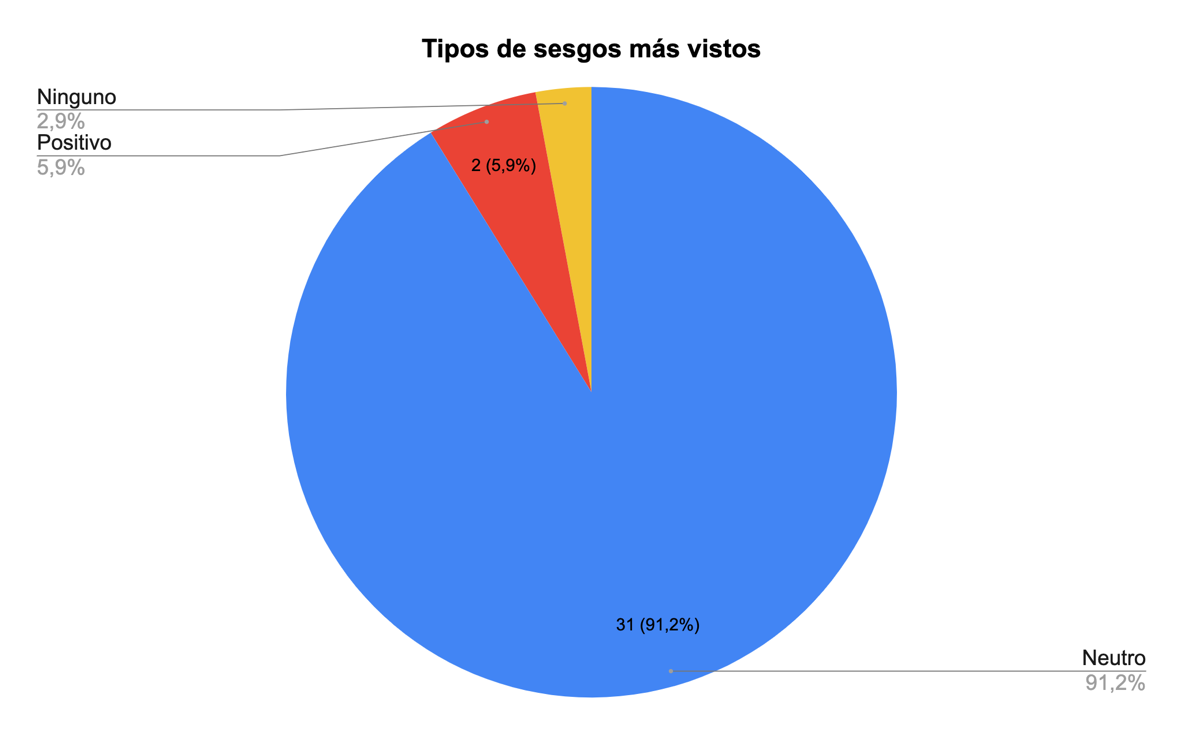 Tipos de sesgos más vistos
Ninguno
2,9%
Positivo
5,9%
2 (5,9%)
31 (91,2%)
Neutro
91,2%